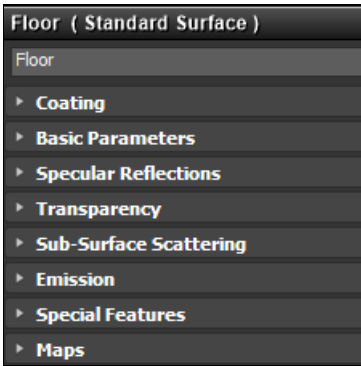 Floor ( Standard Surface )
Floor
Coating
Basic Parameters
Specular Reflections
Transparency
Sub-Surface Scattering
Emission
Special Features
Maps